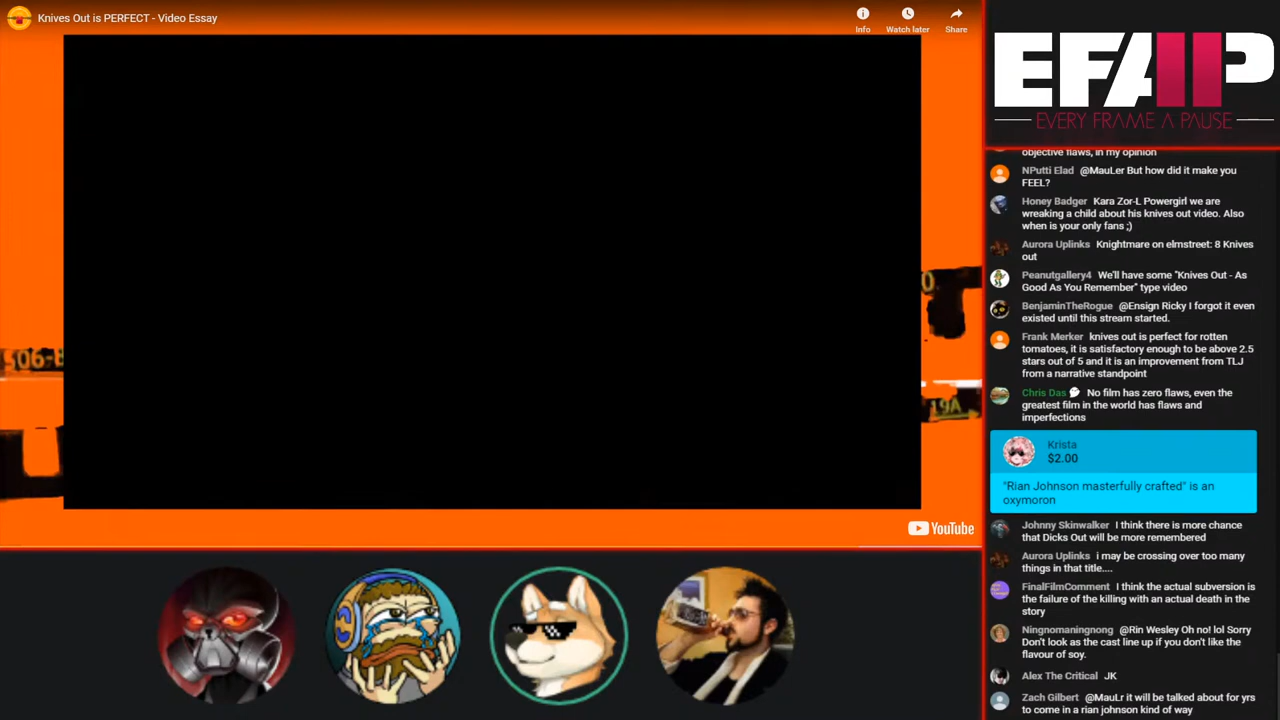 Knives Out is PERFECT - Video Essay
Info
Watch later
Share
S06-B
19A
YouTube
EFAP
EVERY FRAME A PAUSE
objective flaws, in my opinion
NPutti Elad @MauLer But how did it make you
FEEL?
Honey Badger Kara Zor-L Powergirl we are
wreaking a child about his knives out video. Also
when is your only fans ;)
Aurora Uplinks Knightmare on elmstreet: 8 Knives
out
Peanutgallery4 We'll have some "Knives Out - As
Good As You Remember" type video
BenjaminTheRogue @Ensign Ricky I forgot it even
existed until this stream started.
Frank Merker knives out is perfect for rotten
tomatoes, it is satisfactory enough to be above 2.5
stars out of 5 and it is an improvement from TLJ
from a narrative standpoint
Chris Das No film has zero flaws, even the
greatest film in the world has flaws and
imperfections
Krista
$2.00
"Rian Johnson masterfully crafted" is an
oxymoron
Johnny Skinwalker I think there is more chance
that Dicks Out will be more remembered
Aurora Uplinks i may be crossing over too many
things in that title....
FinalFilmComment I think the actual subversion is
the failure of the killing with an actual death in the
story
Ningnomaningnong @Rin Wesley Oh no! lol Sorry
Don't look as the cast line up if you don't like the
flavour of soy.
Alex The Critical JK
Zach Gilbert @MauLr it will be talked about for yrs
to come in a rian johnson kind of way